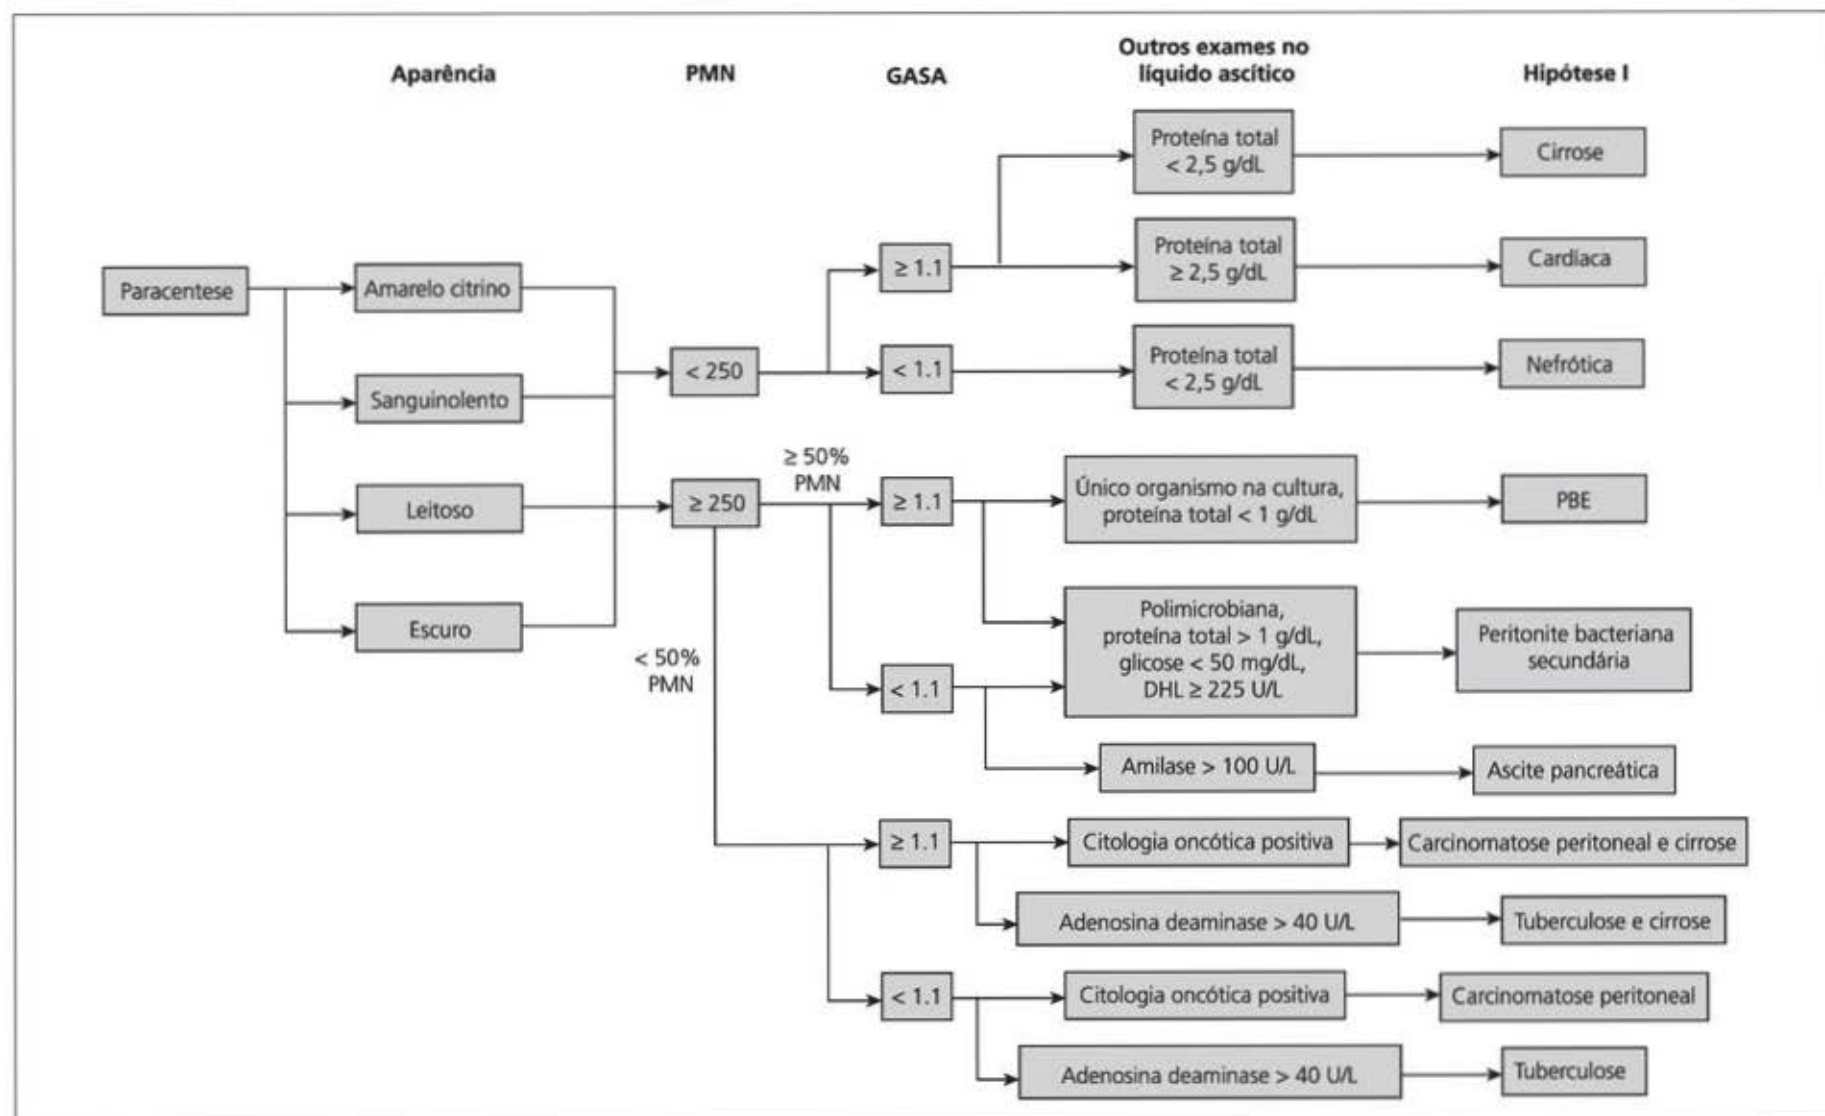 Aparência
PMN
GASA
Outros exames no
líquido ascítico
Hipótese I
Paracentese
Amarelo citrino
Sanguinolento
Leitoso
Escuro
< 250
≥ 250
≥ 50%
PMN
< 50%
PMN
≥ 1.1
Proteína total
< 2,5 g/dL
Cirrose
Proteína total
≥ 2,5 g/dL
Cardíaca
< 1.1
Proteína total
< 2,5 g/dL
Nefrótica
≥ 1.1
Único organismo na cultura,
proteína total < 1 g/dL
PBE
Polimicrobiana,
proteína total > 1 g/dL,
glicose < 50 mg/dL,
DHL ≥ 225 U/L
Peritonite bacteriana
secundária
< 1.1
Amilase > 100 U/L
Ascite pancreática
≥ 1.1
Citologia oncótica positiva
Carcinomatose peritoneal e cirrose
Adenosina deaminase > 40 U/L
Tuberculose e cirrose
< 1.1
Citologia oncótica positiva
Carcinomatose peritoneal
Adenosina deaminase > 40 U/L
Tuberculose